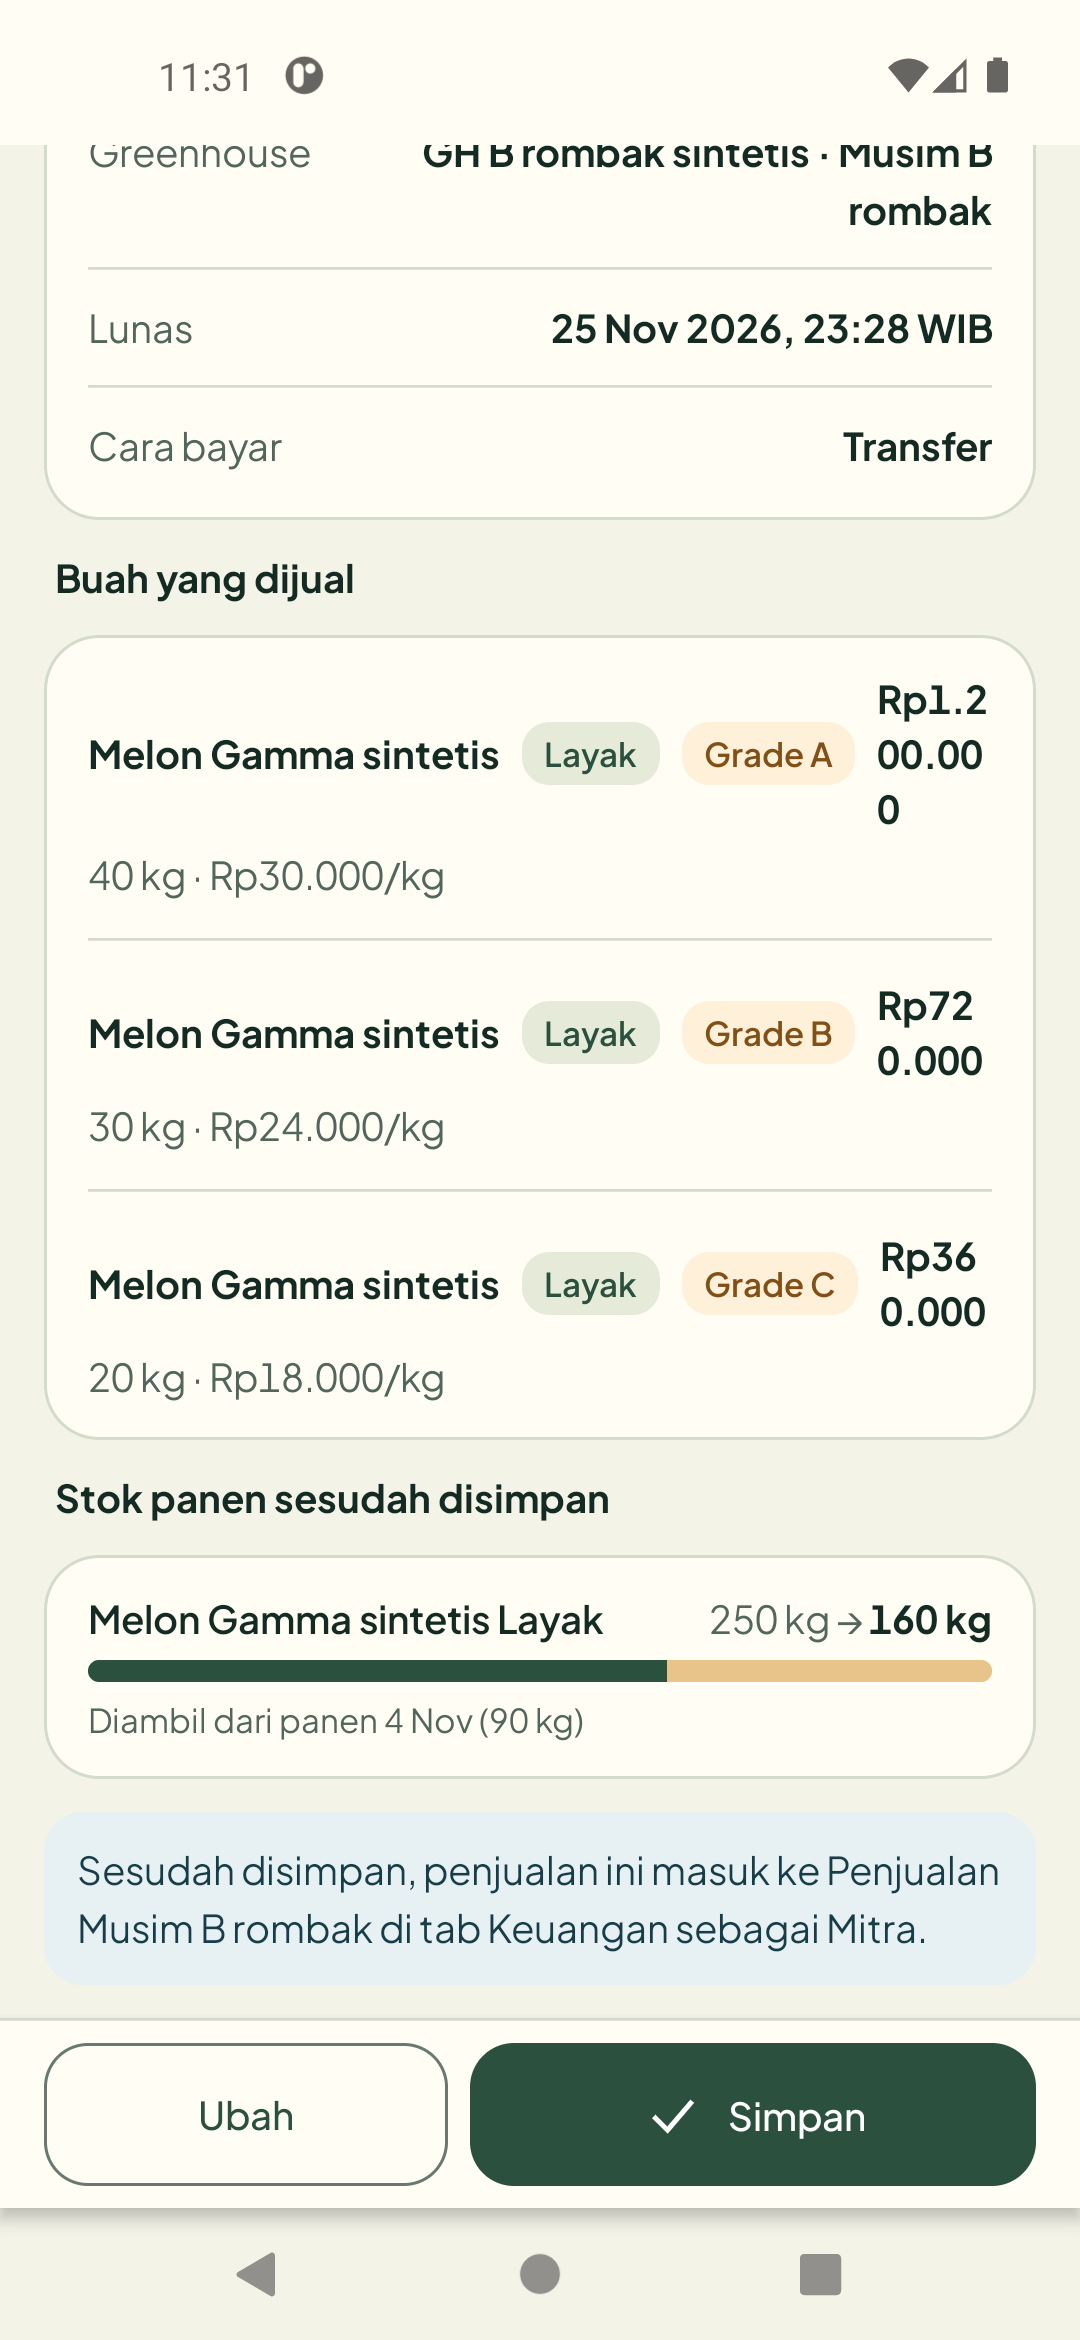 11:31
Greenhouse GH B rombak sintetis · Musim B
rombak
Lunas 25 Nov 2026, 23:28 WIB
Cara bayar Transfer
Buah yang dijual
Melon Gamma sintetis Layak Grade A Rp1.2
00.00
0
40 kg · Rp30.000/kg
Melon Gamma sintetis Layak Grade B Rp72
0.000
30 kg · Rp24.000/kg
Melon Gamma sintetis Layak Grade C Rp36
0.000
20 kg · Rp18.000/kg
Stok panen sesudah disimpan
Melon Gamma sintetis Layak 250 kg → 160 kg
Diambil dari panen 4 Nov (90 kg)
Sesudah disimpan, penjualan ini masuk ke Penjualan
Musim B rombak di tab Keuangan sebagai Mitra.
Ubah Simpan